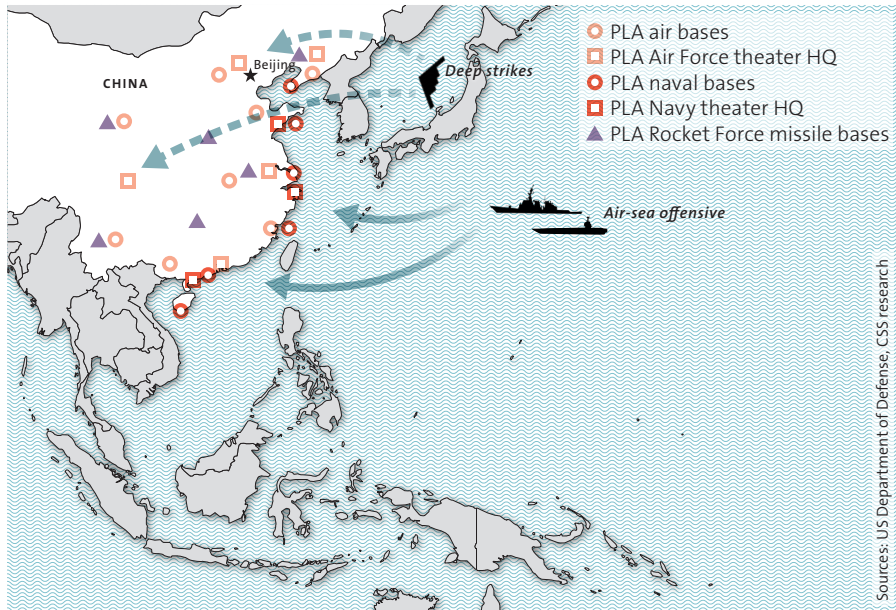 PLA air bases
PLA Air Force theater HQ
PLA naval bases
PLA Navy theater HQ
PLA Rocket Force missile bases
Beijing
Deep strikes
CHINA
Air-sea offensive
Sources: US Department of Defense, CSS research